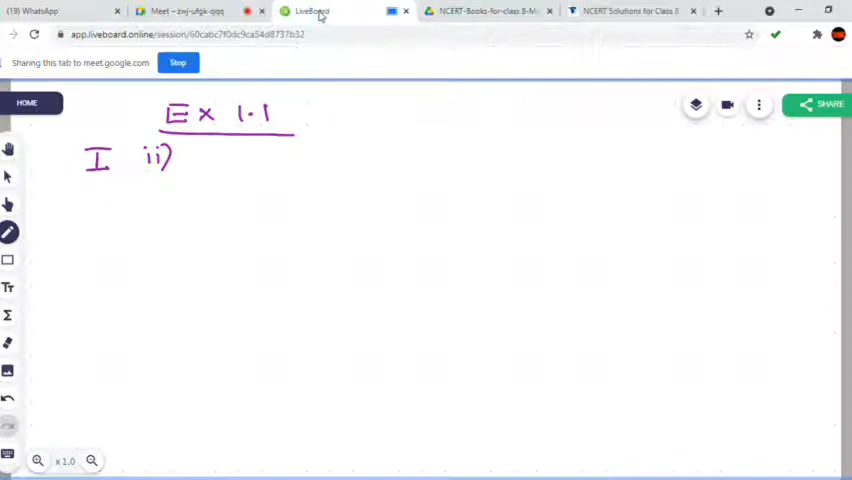 (19) WhatsApp
Meet – zwj-ufgk-qqq
LiveBoard
NCERT-Books-for-class 8-M
NCERT Solutions for Class 8
app.liveboard.online/session/60cabc7f0dc9ca54d8737b32
Sharing this tab to meet.google.com
Stop
HOME
SHARE
Ex 1.1
I ii)
Tт
Σ
x 1.0